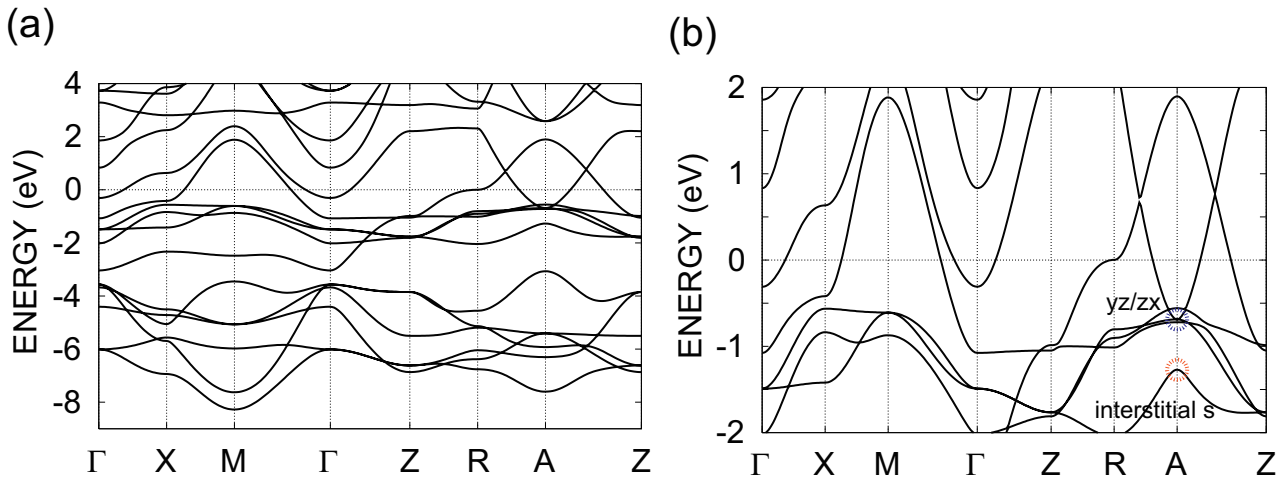 (a)
ENERGY (eV)
4
2
0
-2
-4
-6
-8
Γ X M Γ Z R A Z
(b)
ENERGY (eV)
2
1
0
-1
-2
yz/zx
interstitial s
Γ X M Γ Z R A Z